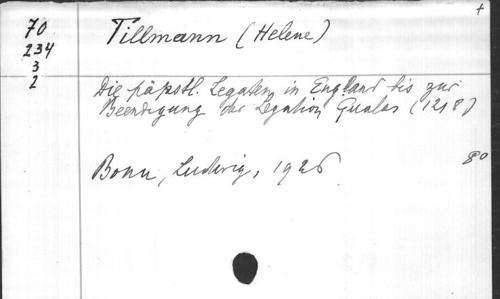 †
70
234
3
2
Tillmann (Helene)
Die päpstl. Legaten in England bis zur
Beendigung der Legation Gualas (1218)
Bonn, Ludwig, 1926
8°